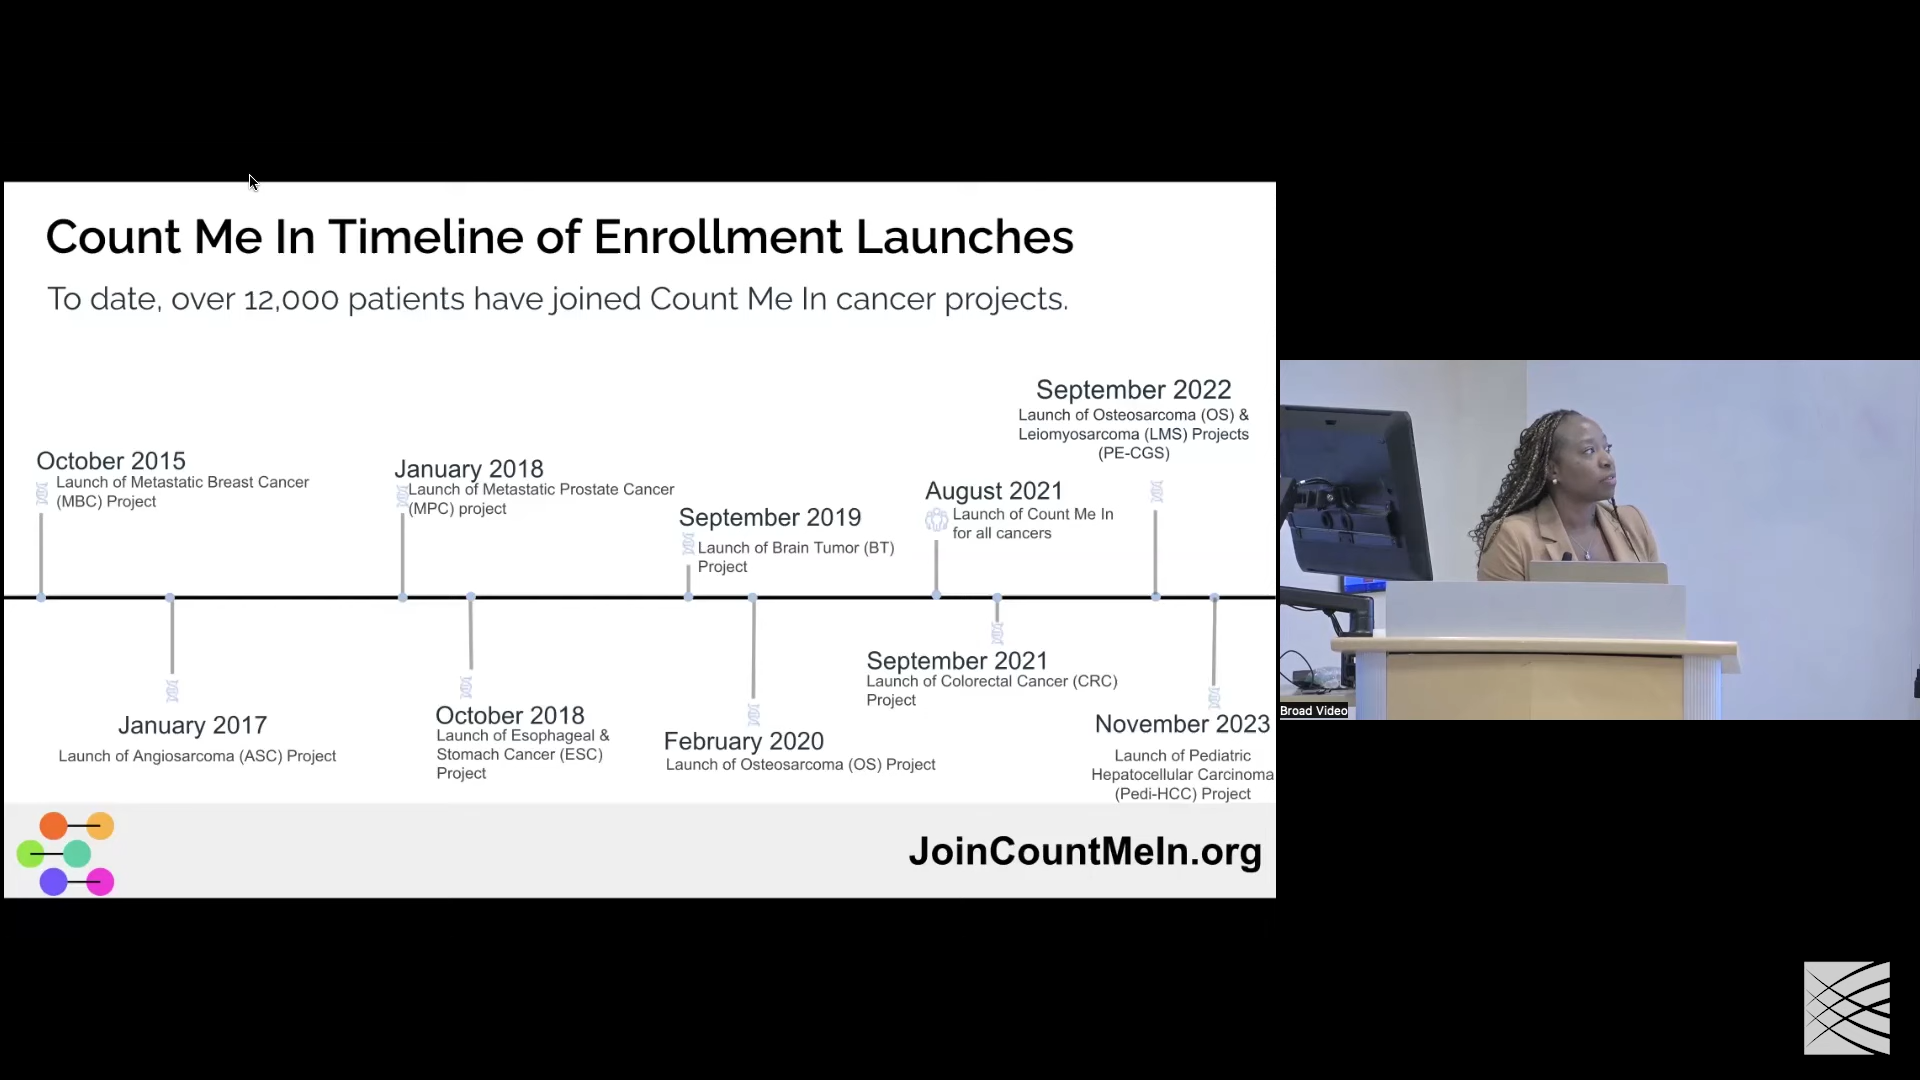 Count Me In Timeline of Enrollment Launches
To date, over 12,000 patients have joined Count Me In cancer projects.
October 2015
Launch of Metastatic Breast Cancer
(MBC) Project
January 2017
Launch of Angiosarcoma (ASC) Project
January 2018
Launch of Metastatic Prostate Cancer
(MPC) project
October 2018
Launch of Esophageal &
Stomach Cancer (ESC)
Project
September 2019
Launch of Brain Tumor (BT)
Project
February 2020
Launch of Osteosarcoma (OS) Project
August 2021
Launch of Count Me In
for all cancers
September 2021
Launch of Colorectal Cancer (CRC)
Project
September 2022
Launch of Osteosarcoma (OS) &
Leiomyosarcoma (LMS) Projects
(PE-CGS)
November 2023
Launch of Pediatric
Hepatocellular Carcinoma
(Pedi-HCC) Project
JoinCountMeIn.org
Broad Video